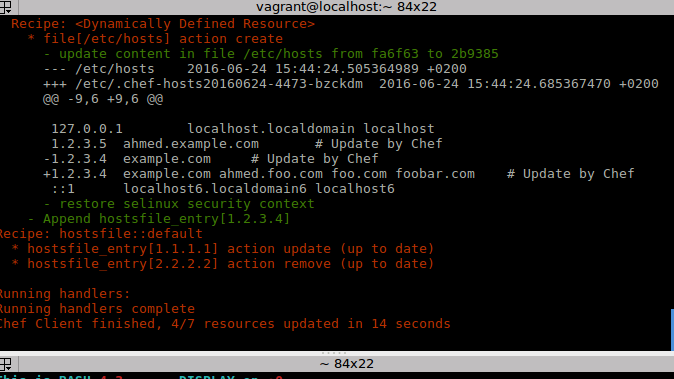 vagrant@localhost:~ 84x22
Recipe: <Dynamically Defined Resource>
* file[/etc/hosts] action create
- update content in file /etc/hosts from fa6f63 to 2b9385
--- /etc/hosts    2016-06-24 15:44:24.505364989 +0200
+++ /etc/.chef-hosts20160624-4473-bzckdm  2016-06-24 15:44:24.685367470 +0200
@@ -9,6 +9,6 @@
127.0.0.1        localhost.localdomain localhost
1.2.3.5  ahmed.example.com       # Update by Chef
-1.2.3.4  example.com     # Update by Chef
+1.2.3.4  example.com ahmed.foo.com foo.com foobar.com    # Update by Chef
::1      localhost6.localdomain6 localhost6
- restore selinux security context
- Append hostsfile_entry[1.2.3.4]
Recipe: hostsfile::default
* hostsfile_entry[1.1.1.1] action update (up to date)
* hostsfile_entry[2.2.2.2] action remove (up to date)
Running handlers:
Running handlers complete
Chef Client finished, 4/7 resources updated in 14 seconds
~ 84x22